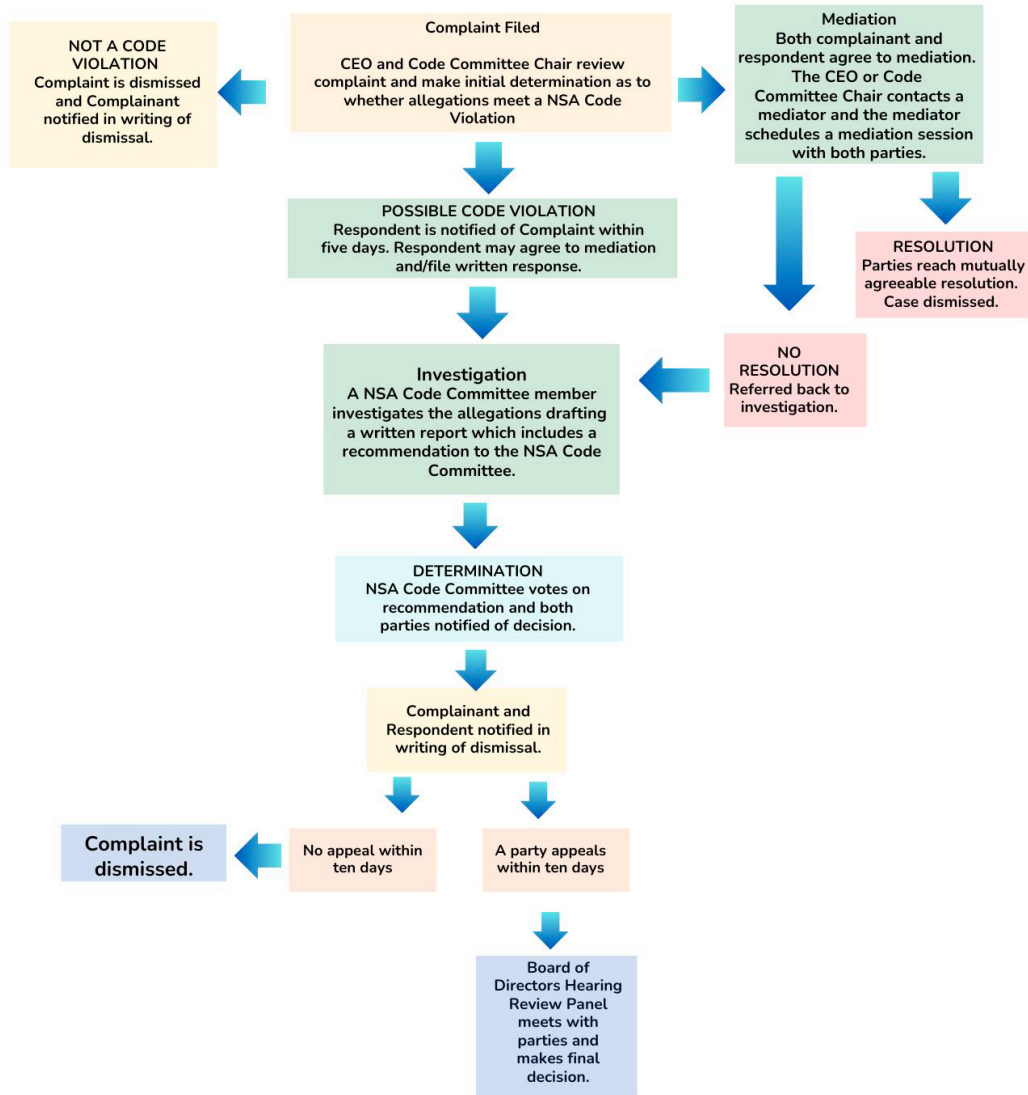 NOT A CODE
VIOLATION
Complaint is dismissed
and Complainant
notified in writing of
dismissal.
Complaint Filed
CEO and Code Committee Chair review
complaint and make initial determination as to
whether allegations meet a NSA Code
Violation
Mediation
Both complainant and
respondent agree to mediation.
The CEO or Code
Committee Chair contacts a
mediator and the mediator
schedules a mediation session
with both parties.
POSSIBLE CODE VIOLATION
Respondent is notified of Complaint within
five days. Respondent may agree to mediation
and/file written response.
RESOLUTION
Parties reach mutually
agreeable resolution.
Case dismissed.
NO
RESOLUTION
Referred back to
investigation.
Investigation
A NSA Code Committee member
investigates the allegations drafting
a written report which includes a
recommendation to the NSA Code
Committee.
DETERMINATION
NSA Code Committee votes on
recommendation and both
parties notified of decision.
Complainant and
Respondent notified in
writing of dismissal.
Complaint is
dismissed.
No appeal within
ten days
A party appeals
within ten days
Board of
Directors Hearing
Review Panel
meets with
parties and
makes final
decision.